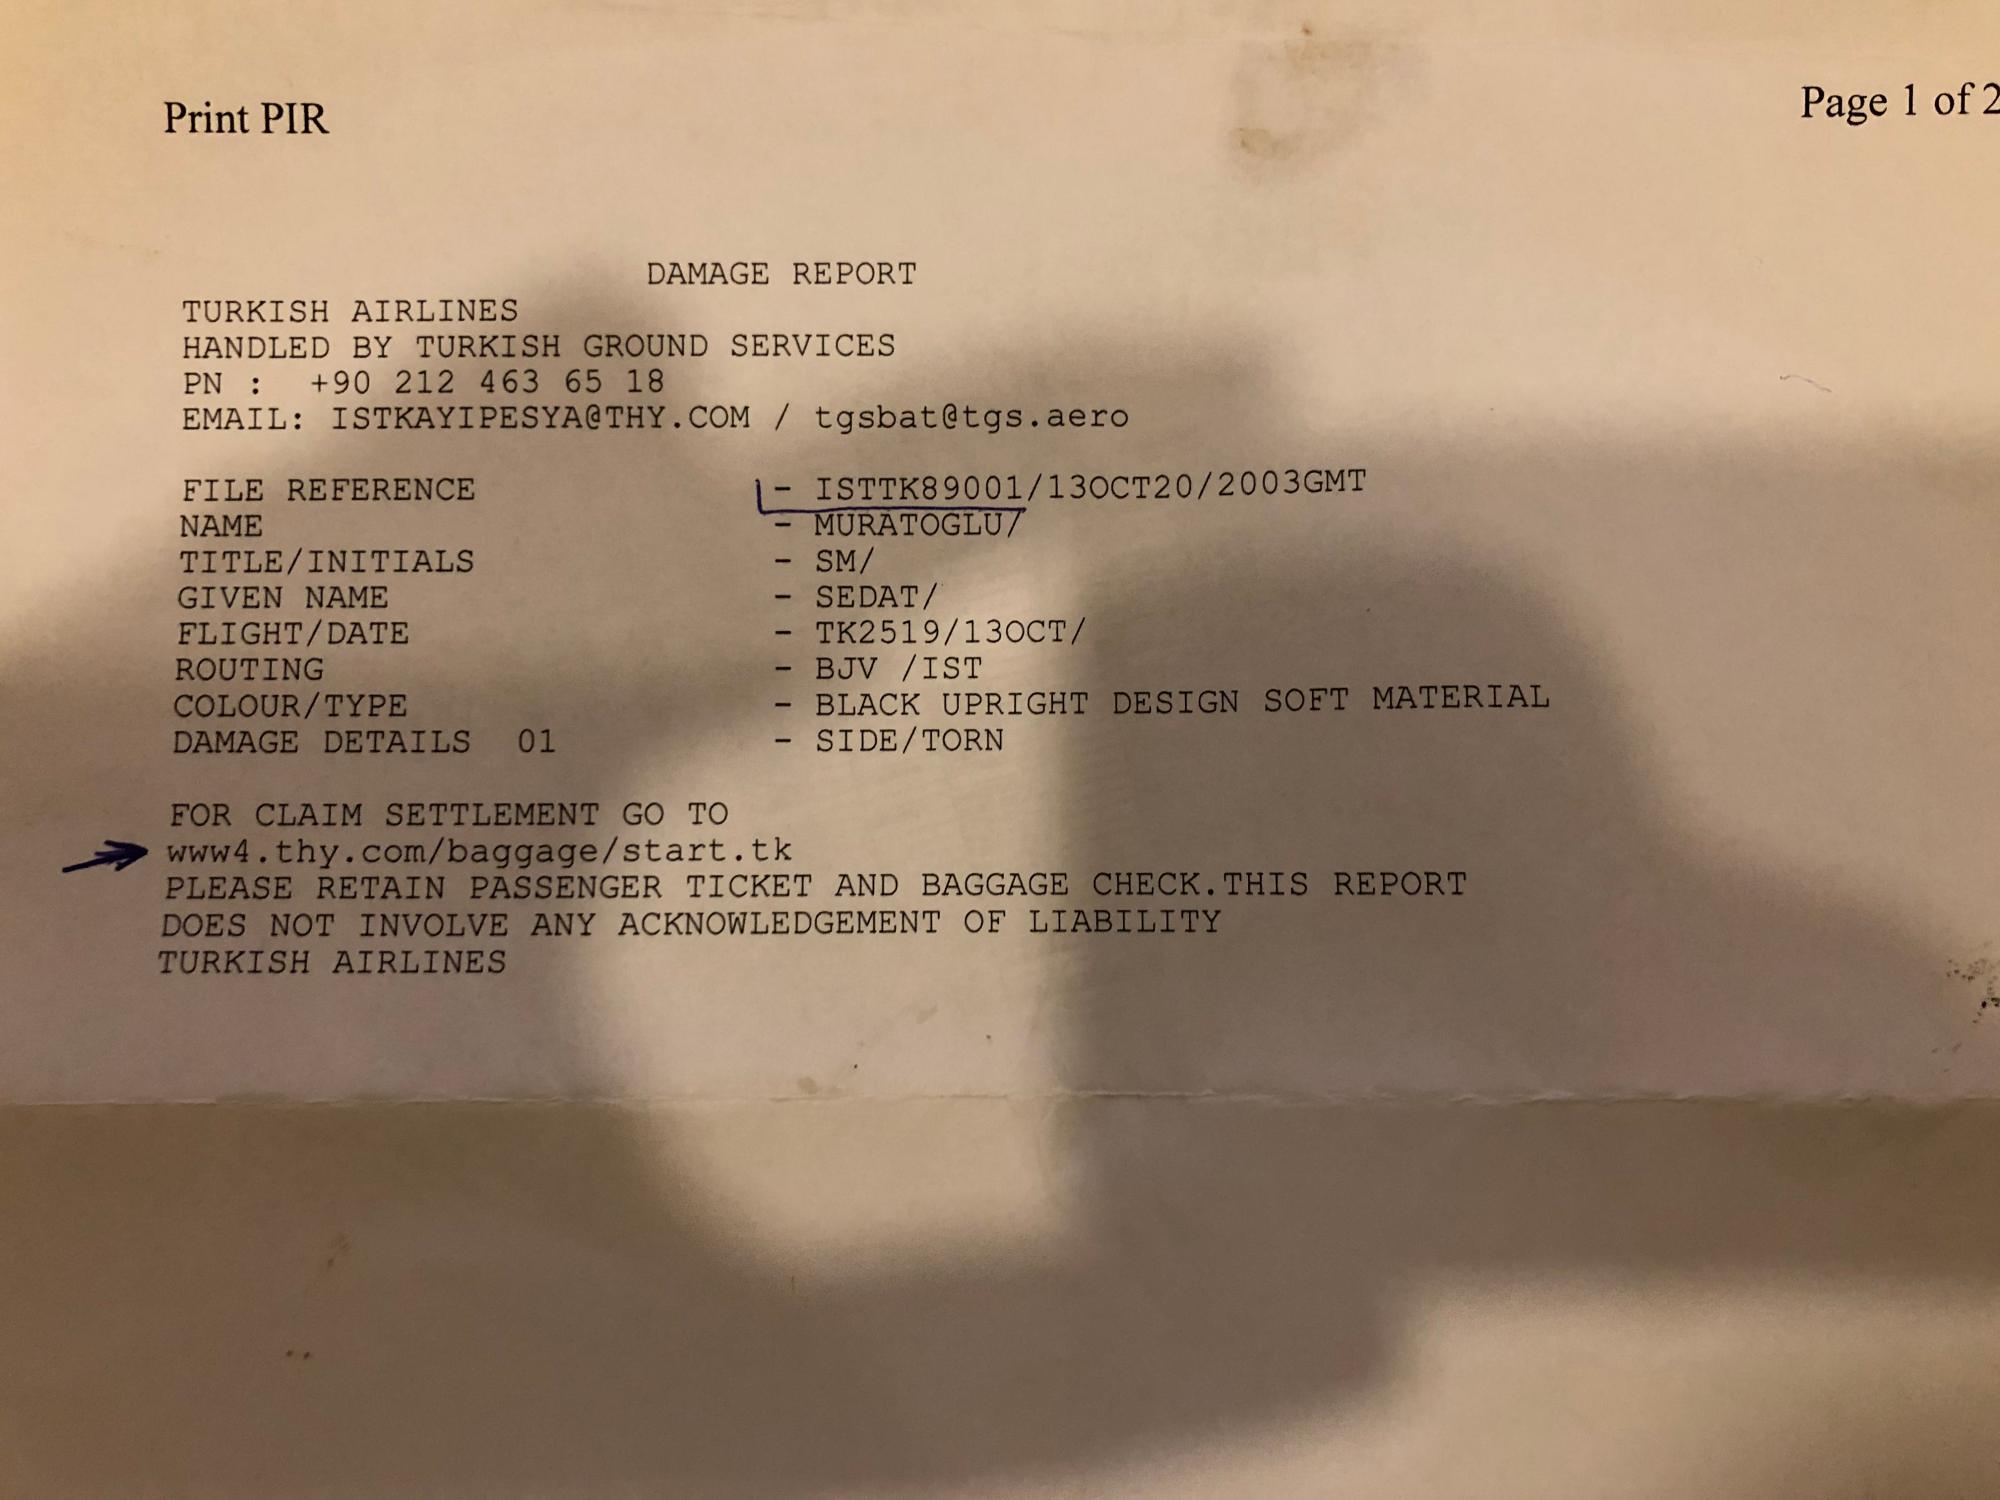 Print PIR
Page 1 of 2
DAMAGE REPORT
TURKISH AIRLINES
HANDLED BY TURKISH GROUND SERVICES
PN :  +90 212 463 65 18
EMAIL: ISTKAYIPESYA@THY.COM / tgsbat@tgs.aero
FILE REFERENCE - ISTTK89001/13OCT20/2003GMT
NAME - MURATOGLU/
TITLE/INITIALS - SM/
GIVEN NAME - SEDAT/
FLIGHT/DATE - TK2519/13OCT/
ROUTING - BJV /IST
COLOUR/TYPE - BLACK UPRIGHT DESIGN SOFT MATERIAL
DAMAGE DETAILS  01 - SIDE/TORN
FOR CLAIM SETTLEMENT GO TO
www4.thy.com/baggage/start.tk
PLEASE RETAIN PASSENGER TICKET AND BAGGAGE CHECK.THIS REPORT
DOES NOT INVOLVE ANY ACKNOWLEDGEMENT OF LIABILITY
TURKISH AIRLINES